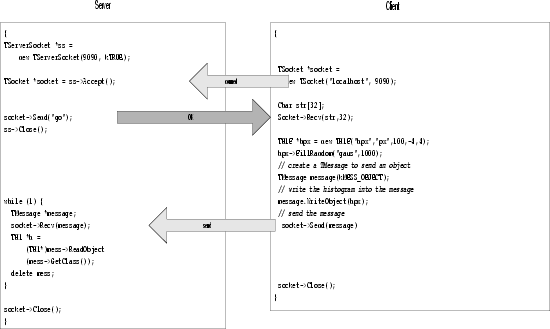 Server
{
TServerSocket *ss =
new TServerSocket(9090, kTRUE);
TSocket *socket = ss->Accept();
socket->Send("go");
ss->Close();
while (1) {
TMessage *message;
socket->Recv(message);
TH1 *h =
(TH1*)mess->ReadObject
(mess->GetClass());
delete mess;
}
socket->Close();
}
connect
OK
send
Client
{
TSocket *socket =
new TSocket("localhost", 9090);
Char str[32];
Socket->Recv(str,32);
TH1F *hpx = new TH1F("hpx","px",100,-4,4);
hpx->FillRandom("gaus",1000);
// create a TMessage to send an object
TMessage message(kMESS_OBJECT);
// write the histogram into the message
message.WriteObject(hpx);
// send the message
socket->Send(message)
socket->Close();
}